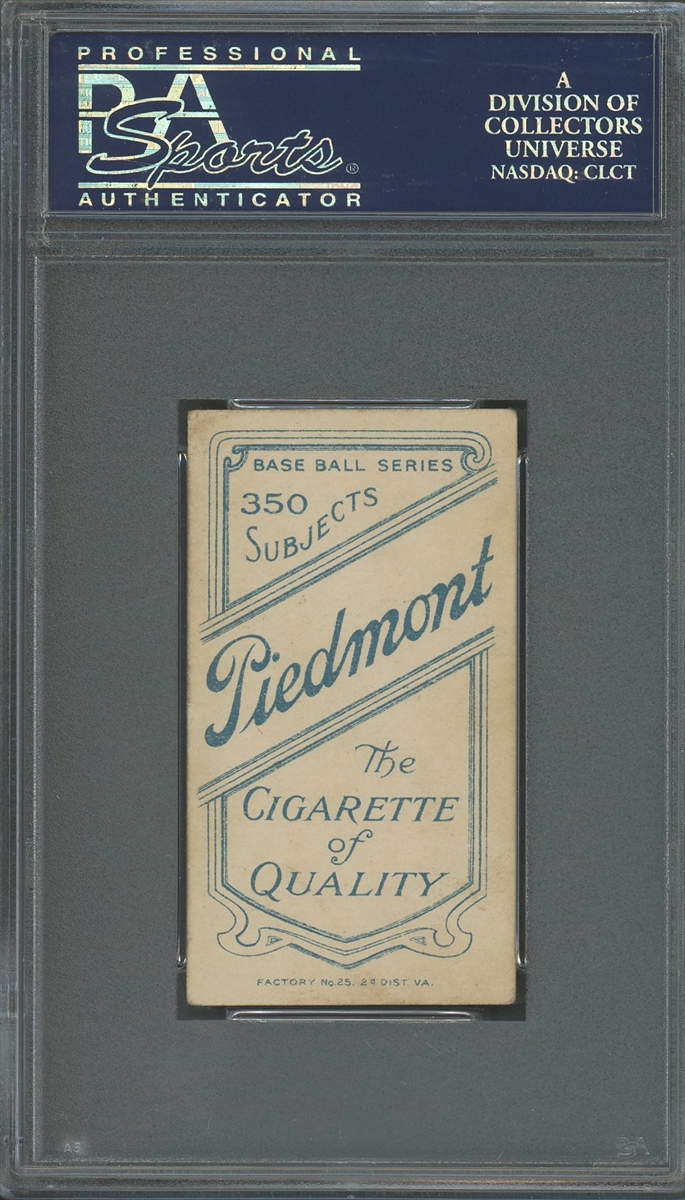 PROFESSIONAL
PSA
Sports®
AUTHENTICATOR
A
DIVISION OF
COLLECTORS
UNIVERSE
NASDAQ: CLCT
BASE BALL SERIES
350
SUBJECTS
Piedmont
The
CIGARETTE
of
QUALITY
FACTORY No. 25, 2d DIST. VA.
PSA